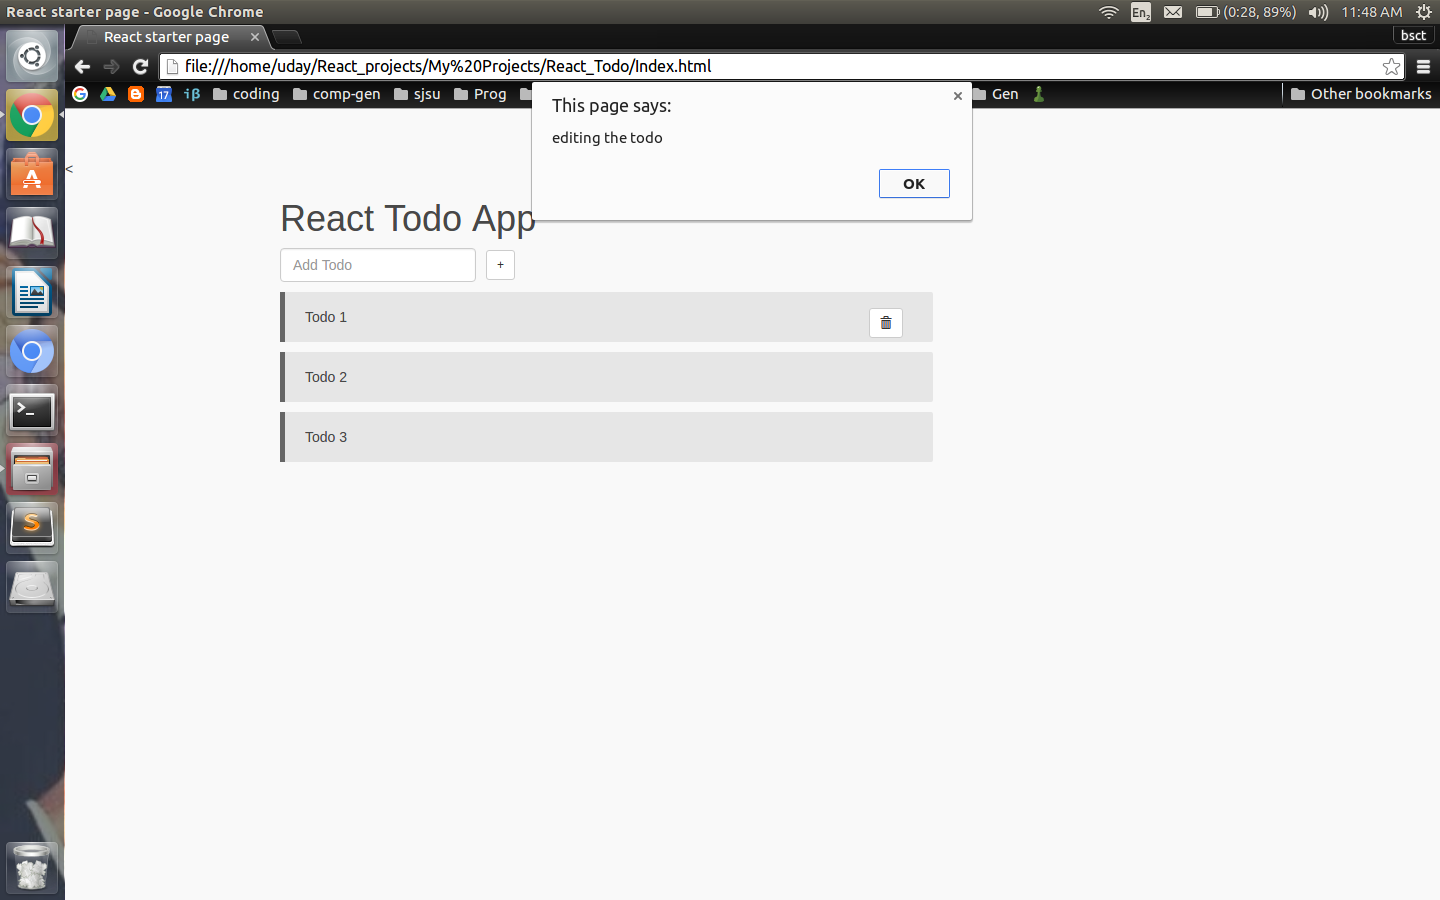 React starter page - Google Chrome
En2
(0:28, 89%)
11:48 AM
React starter page
bsct
file:///home/uday/React_projects/My%20Projects/React_Todo/Index.html
17
iβ
coding
comp-gen
sjsu
Prog
Gen
Other bookmarks
This page says:
editing the todo
OK
<
React Todo App
Add Todo
+
Todo 1
Todo 2
Todo 3